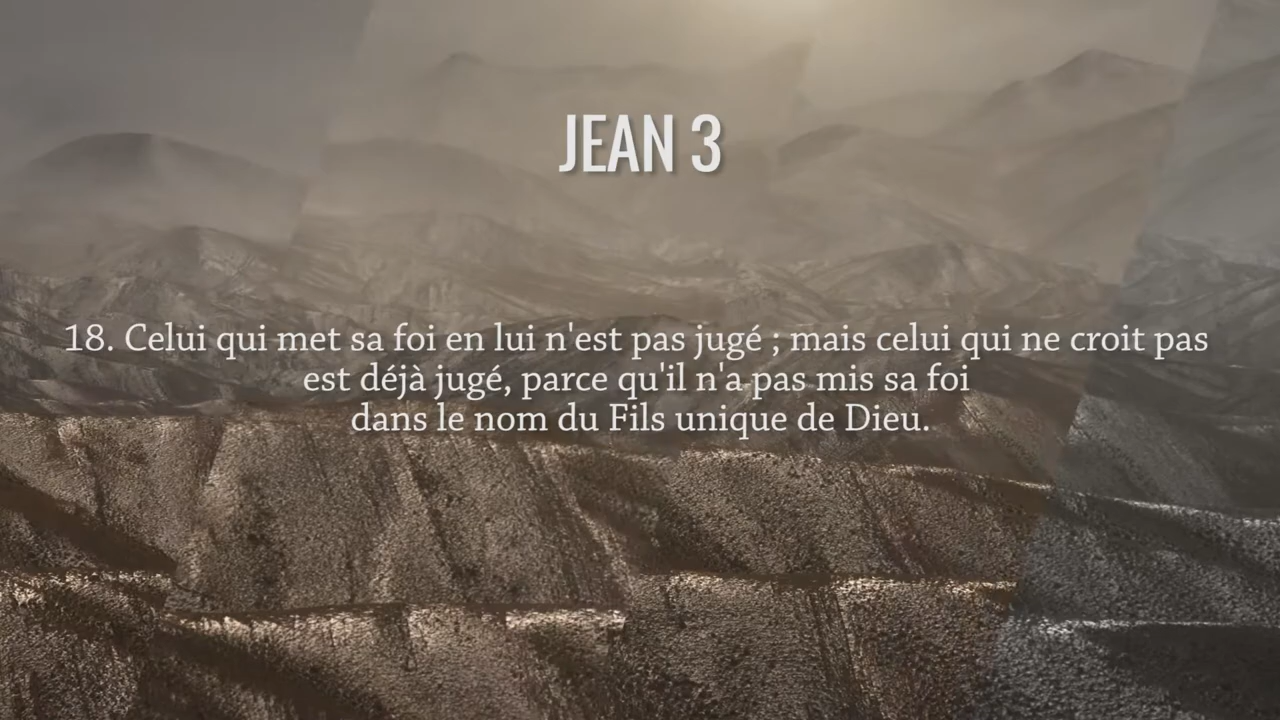 JEAN 3
18. Celui qui met sa foi en lui n'est pas jugé ; mais celui qui ne croit pas
est déjà jugé, parce qu'il n'a pas mis sa foi
dans le nom du Fils unique de Dieu.